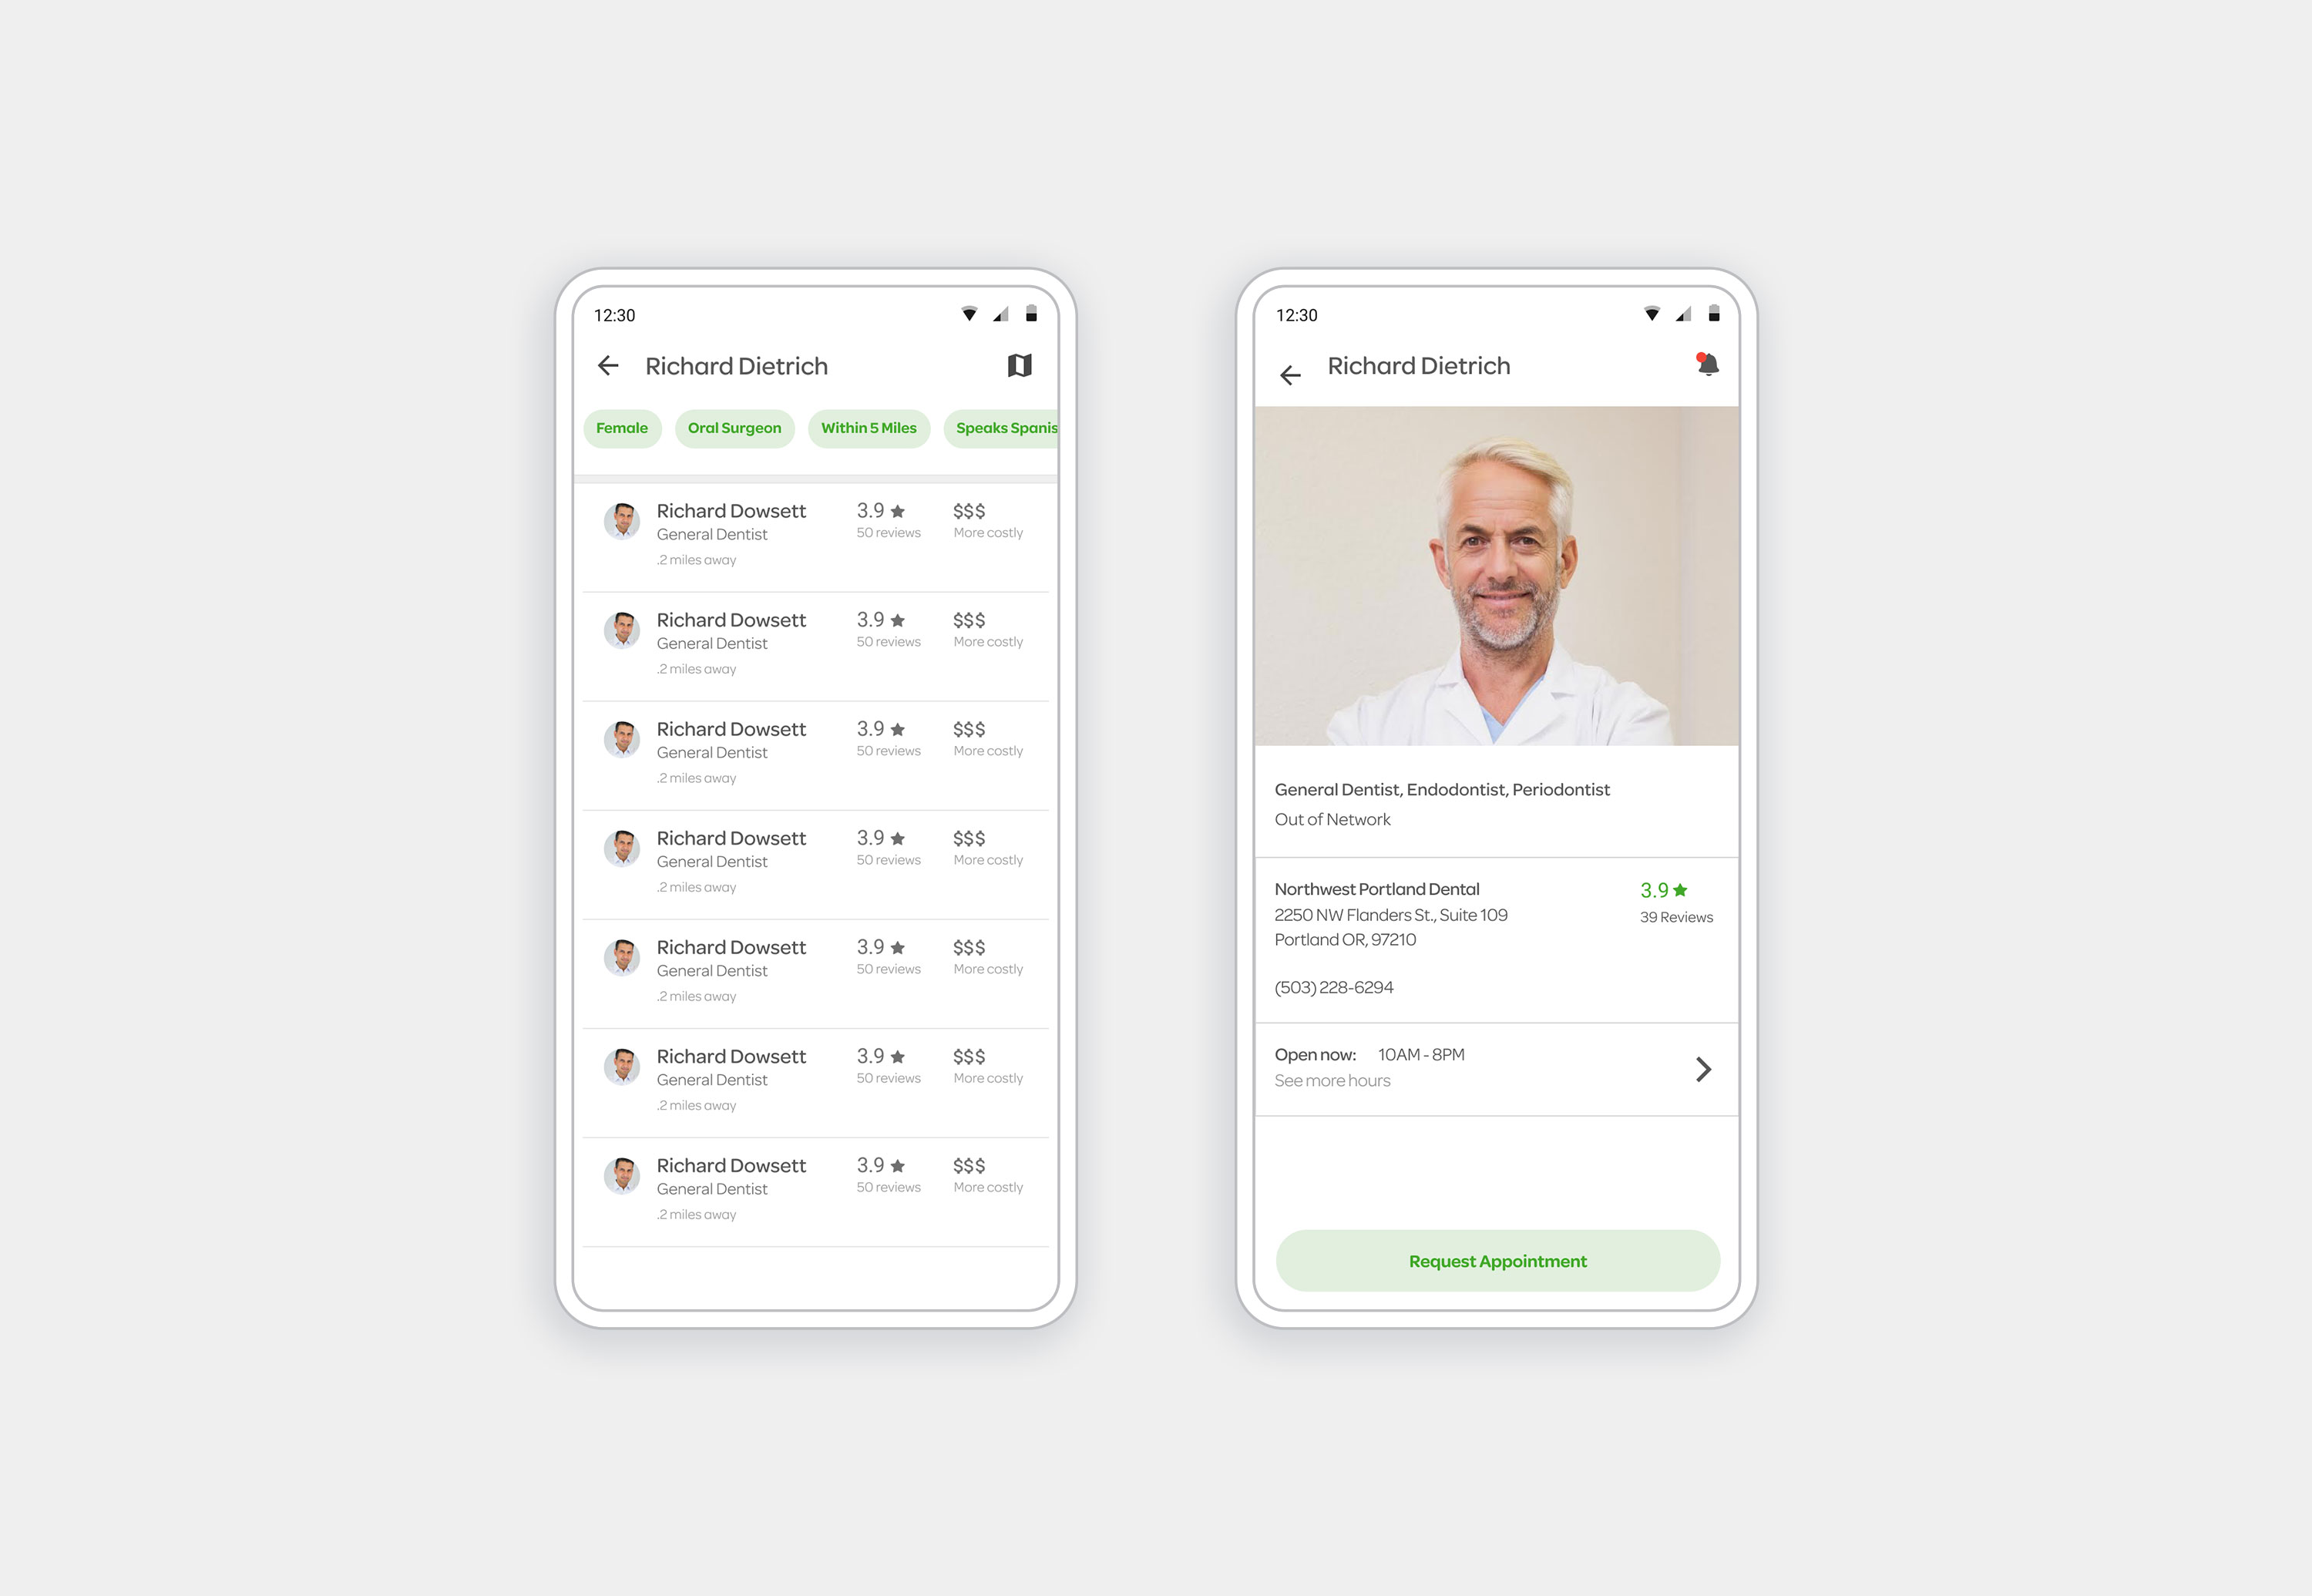 12:30
Richard Dietrich
Female
Oral Surgeon
Within 5 Miles
Speaks Spanis
Richard Dowsett 3.9 $$$
General Dentist 50 reviews More costly
.2 miles away
Richard Dowsett 3.9 $$$
General Dentist 50 reviews More costly
.2 miles away
Richard Dowsett 3.9 $$$
General Dentist 50 reviews More costly
.2 miles away
Richard Dowsett 3.9 $$$
General Dentist 50 reviews More costly
.2 miles away
Richard Dowsett 3.9 $$$
General Dentist 50 reviews More costly
.2 miles away
Richard Dowsett 3.9 $$$
General Dentist 50 reviews More costly
.2 miles away
Richard Dowsett 3.9 $$$
General Dentist 50 reviews More costly
.2 miles away
12:30
Richard Dietrich
General Dentist, Endodontist, Periodontist
Out of Network
Northwest Portland Dental 3.9
2250 NW Flanders St., Suite 109 39 Reviews
Portland OR, 97210
(503) 228-6294
Open now: 10AM - 8PM
See more hours
Request Appointment